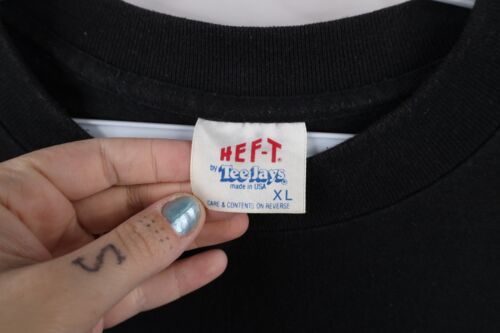 HEF-T®
by TeeJays®
made in USA
XL
CARE & CONTENTS ON REVERSE